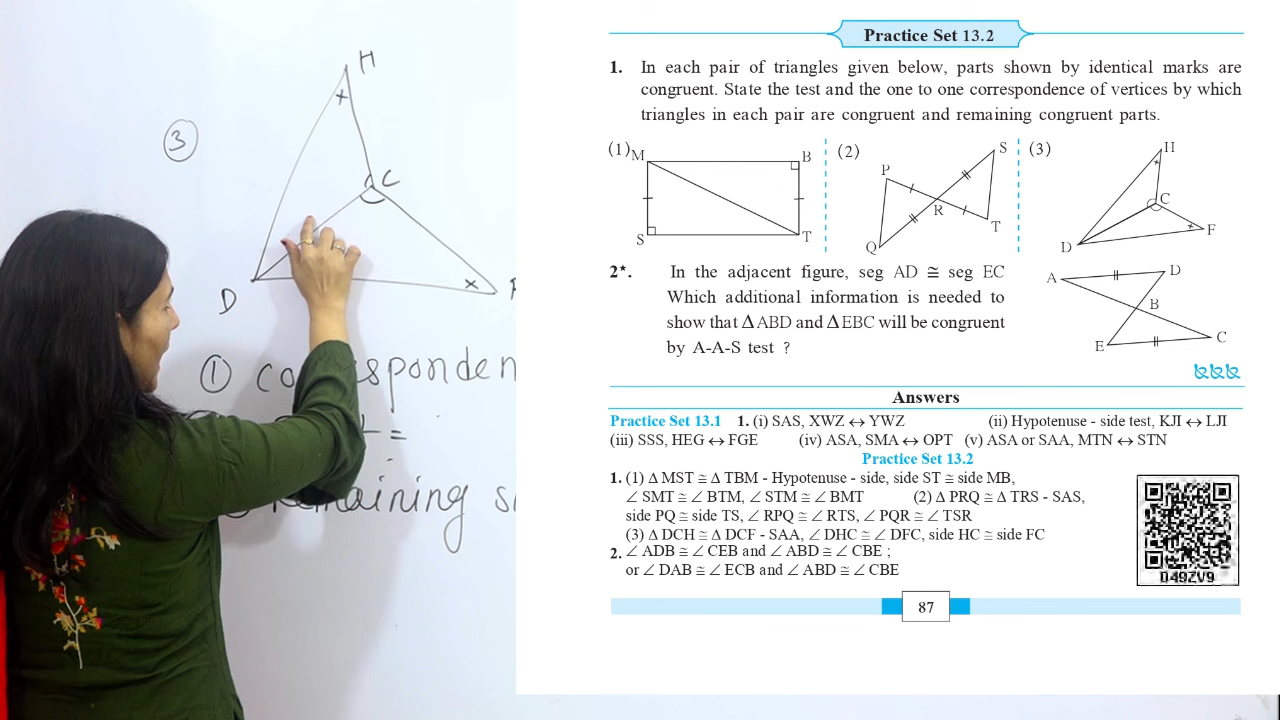 H
3
C
D
① corresponden
=
remaining s
Practice Set 13.2
1. In each pair of triangles given below, parts shown by identical marks are
congruent. State the test and the one to one correspondence of vertices by which
triangles in each pair are congruent and remaining congruent parts.
(1) M B S T
(2) P S R Q T
(3) H C F D
2*. In the adjacent figure, seg AD ≅ seg EC
Which additional information is needed to
show that Δ ABD and Δ EBC will be congruent
by A-A-S test ?
A D B E C
Answers
Practice Set 13.1 1. (i) SAS, XWZ ↔ YWZ (ii) Hypotenuse - side test, KJI ↔ LJI
(iii) SSS, HEG ↔ FGE (iv) ASA, SMA ↔ OPT (v) ASA or SAA, MTN ↔ STN
Practice Set 13.2
1. (1) Δ MST ≅ Δ TBM - Hypotenuse - side, side ST ≅ side MB,
∠ SMT ≅ ∠ BTM, ∠ STM ≅ ∠ BMT (2) Δ PRQ ≅ Δ TRS - SAS,
side PQ ≅ side TS, ∠ RPQ ≅ ∠ RTS, ∠ PQR ≅ ∠ TSR
(3) Δ DCH ≅ Δ DCF - SAA, ∠ DHC ≅ ∠ DFC, side HC ≅ side FC
2. ∠ ADB ≅ ∠ CEB and ∠ ABD ≅ ∠ CBE ;
or ∠ DAB ≅ ∠ ECB and ∠ ABD ≅ ∠ CBE
D49ZV9
87